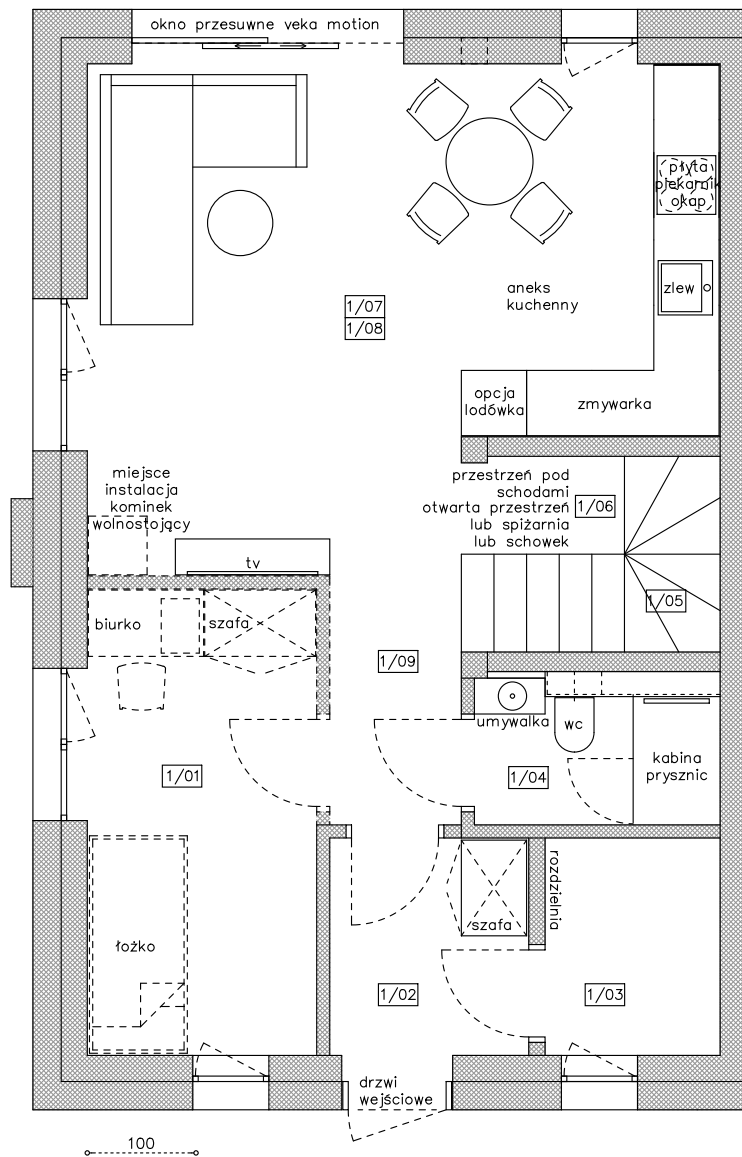 okno przesuwne veka motion
płyta
piekarnik
okap
aneks
kuchenny
zlew
1/07
1/08
opcja
lodówka
zmywarka
miejsce
instalacja
kominek
wolnostojący
przestrzeń pod
schodami
otwarta przestrzeń
lub spiżarnia
lub schowek
1/06
tv
1/05
biurko
szafa
1/09
umywalka
wc
kabina
prysznic
1/01
1/04
rozdzielnia
szafa
łożko
1/02
1/03
drzwi
wejściowe
100